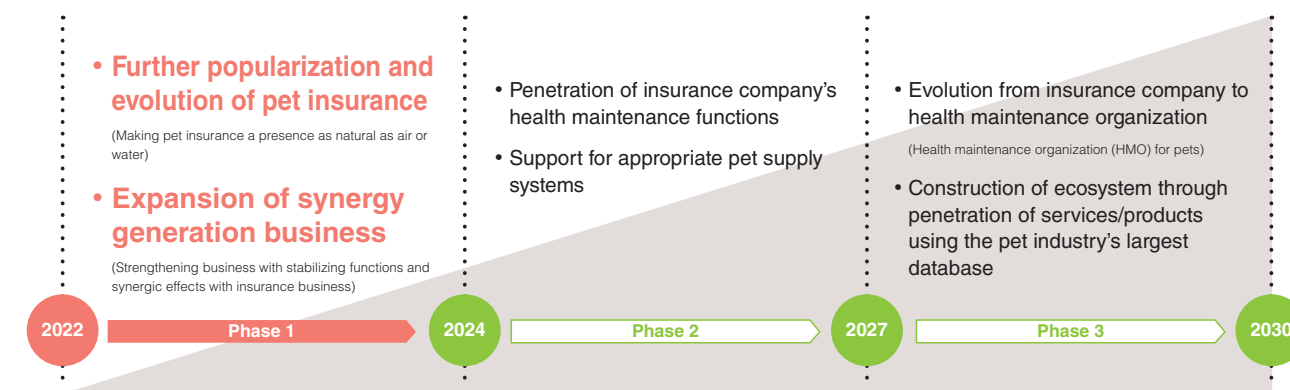 • Further popularization and
evolution of pet insurance
(Making pet insurance a presence as natural as air or
water)
• Expansion of synergy
generation business
(Strengthening business with stabilizing functions and
synergic effects with insurance business)
• Penetration of insurance company’s
health maintenance functions
• Support for appropriate pet supply
systems
• Evolution from insurance company to
health maintenance organization
(Health maintenance organization (HMO) for pets)
• Construction of ecosystem through
penetration of services/products
using the pet industry’s largest
database
2022
Phase 1
2024
Phase 2
2027
Phase 3
2030